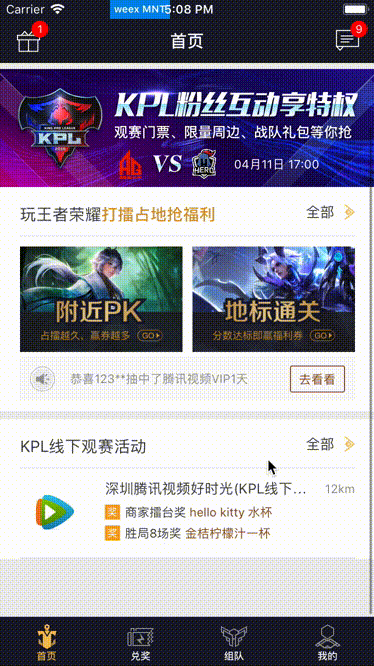 Carrier
weex MNT
5:08 PM
1
首页
9
KPL粉丝互动享特权
观赛门票、限量周边、战队礼包等你抢
KING PRO LEAGUE
KPL
AG VS HERO 04月11日 17:00
玩王者荣耀打擂占地抢福利 全部
附近PK
占擂越久，赢券越多 GO
地标通关
分数达标即赢福利券 GO
恭喜123**抽中了腾讯视频VIP1天 去看看
KPL线下观赛活动 全部
深圳腾讯视频好时光(KPL线下... 12km
奖 商家擂台奖 hello kitty 水杯
奖 胜局8场奖 金桔柠檬汁一杯
首页 兑奖 组队 我的